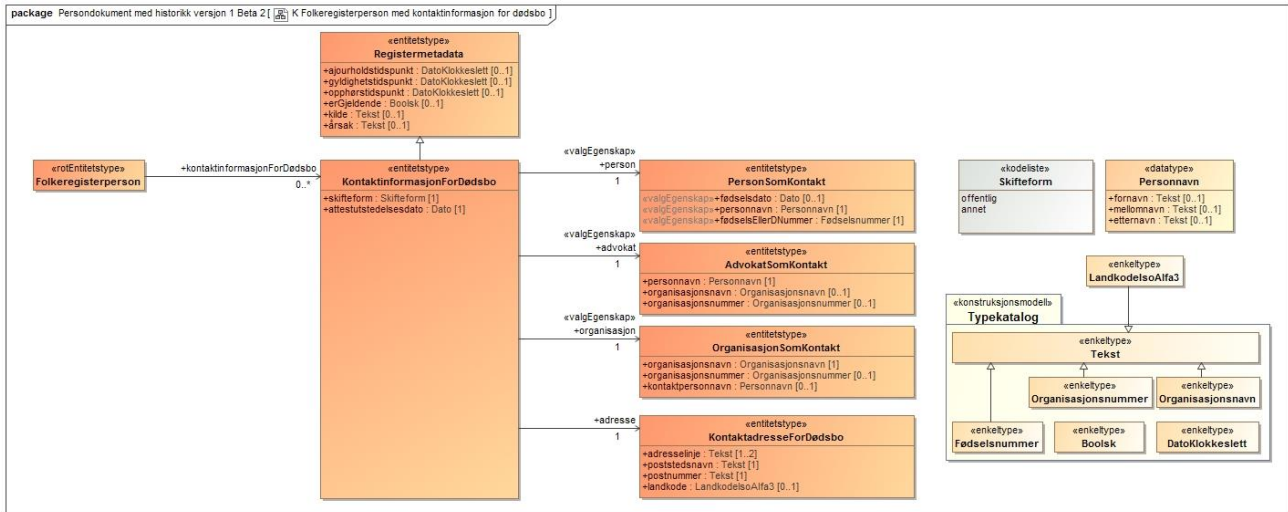 package Persondokument med historikk versjon 1 Beta 2 [ K Folkeregisterperson med kontaktinformasjon for dødsbo ]
«entitetstype»
Registermetadata
+ajourholdstidspunkt : DatoKlokkeslett [0..1]
+gyldighetstidspunkt : DatoKlokkeslett [0..1]
+opphørstidspunkt : DatoKlokkeslett [0..1]
+erGjeldende : Boolsk [0..1]
+kilde : Tekst [0..1]
+årsak : Tekst [0..1]
«rotEntitetstype»
Folkeregisterperson
+kontaktinformasjonForDødsbo
0..*
«entitetstype»
KontaktinformasjonForDødsbo
+skifteform : Skifteform [1]
+attestutstedelsesdato : Dato [1]
«valgEgenskap»
+person
1
«entitetstype»
PersonSomKontakt
«valgEgenskap»+fødselsdato : Dato [0..1]
«valgEgenskap»+personnavn : Personnavn [1]
«valgEgenskap»+fødselsEllerDNummer : Fødselsnummer [1]
«valgEgenskap»
+advokat
1
«entitetstype»
AdvokatSomKontakt
+personnavn : Personnavn [1]
+organisasjonsnavn : Organisasjonsnavn [0..1]
+organisasjonsnummer : Organisasjonsnummer [0..1]
«valgEgenskap»
+organisasjon
1
«entitetstype»
OrganisasjonSomKontakt
+organisasjonsnavn : Organisasjonsnavn [1]
+organisasjonsnummer : Organisasjonsnummer [0..1]
+kontaktpersonnavn : Personnavn [0..1]
+adresse
1
«entitetstype»
KontaktadresseForDødsbo
+adresselinje : Tekst [1..2]
+poststedsnavn : Tekst [1]
+postnummer : Tekst [1]
+landkode : LandkodeIsoAlfa3 [0..1]
«kodeliste»
Skifteform
offentlig
annet
«datatype»
Personnavn
+fornavn : Tekst [0..1]
+mellomnavn : Tekst [0..1]
+etternavn : Tekst [0..1]
«enkeltype»
LandkodeIsoAlfa3
«konstruksjonsmodell»
Typekatalog
«enkeltype»
Tekst
«enkeltype»
Organisasjonsnummer
«enkeltype»
Organisasjonsnavn
«enkeltype»
Fødselsnummer
«enkeltype»
Boolsk
«enkeltype»
DatoKlokkeslett